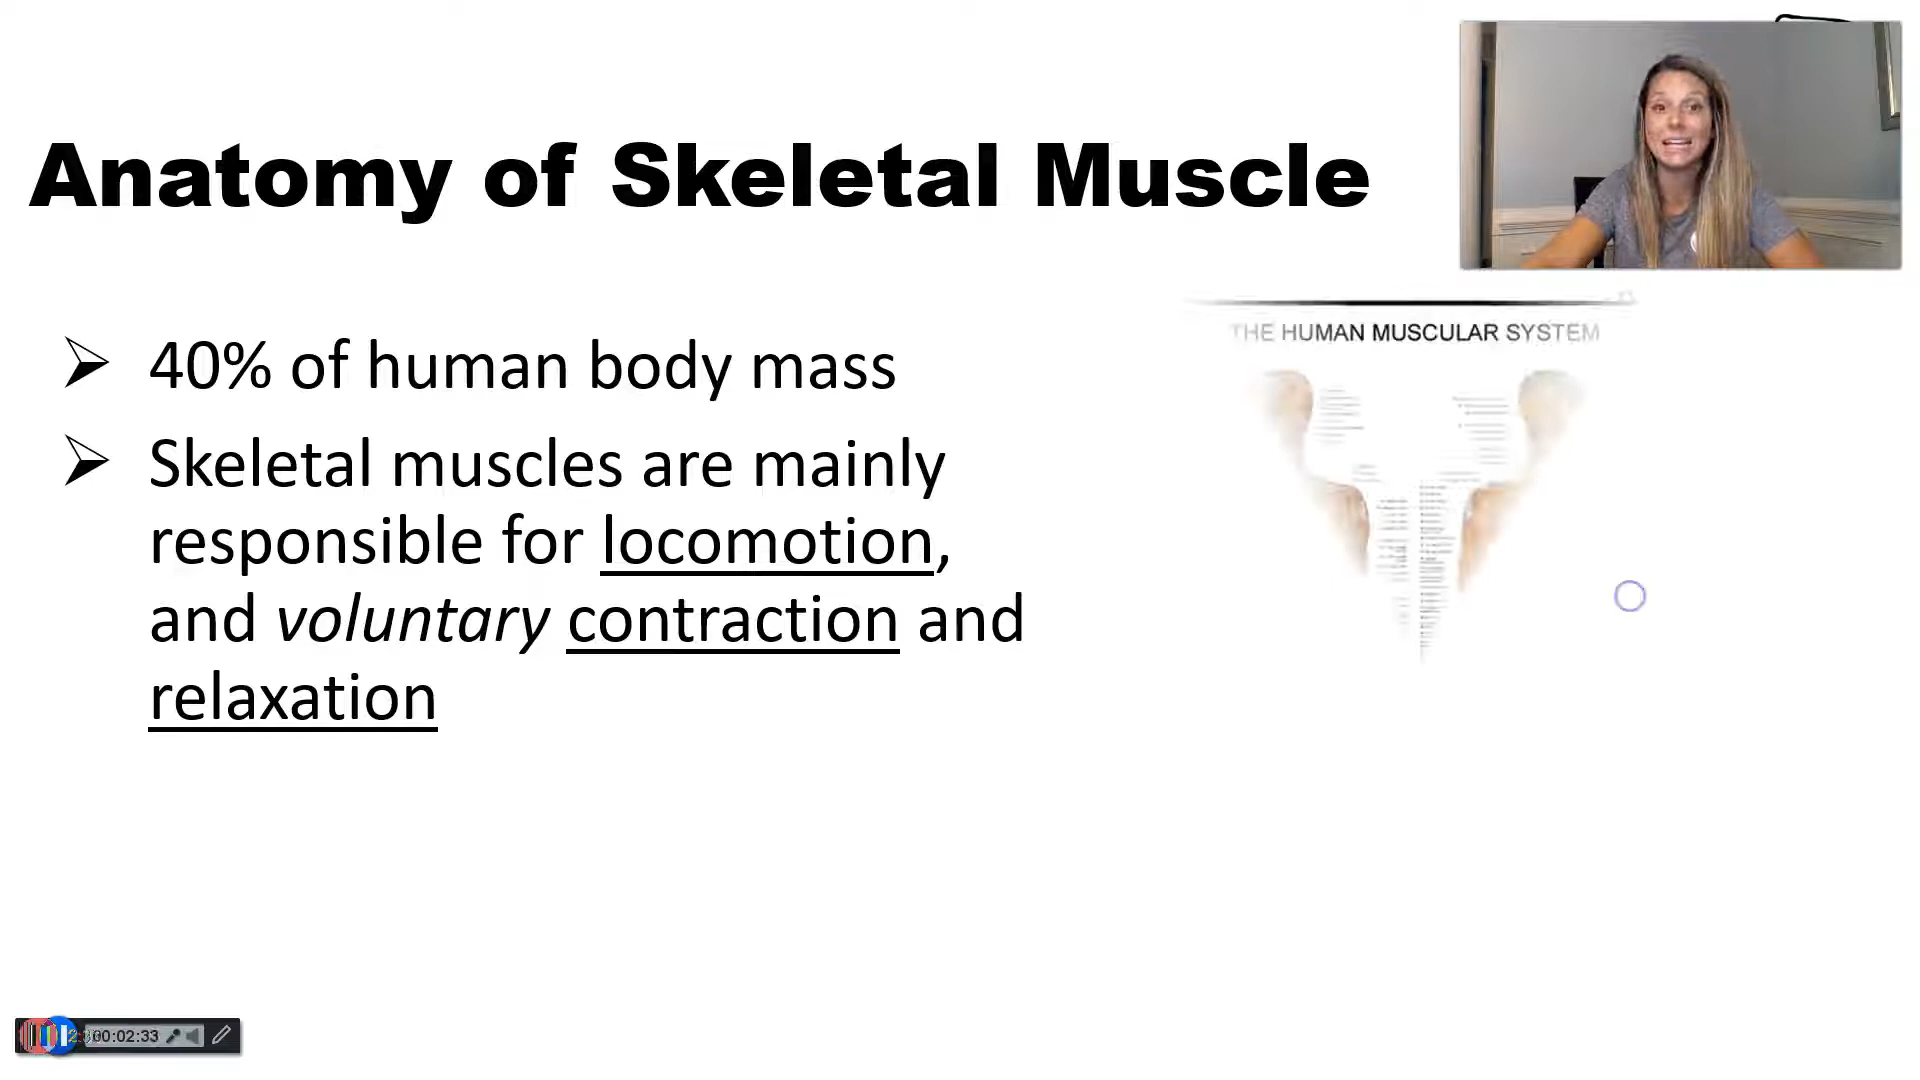 Anatomy of Skeletal Muscle
➢ 40% of human body mass
➢ Skeletal muscles are mainly
responsible for locomotion,
and voluntary contraction and
relaxation
THE HUMAN MUSCULAR SYSTEM
00:02:33